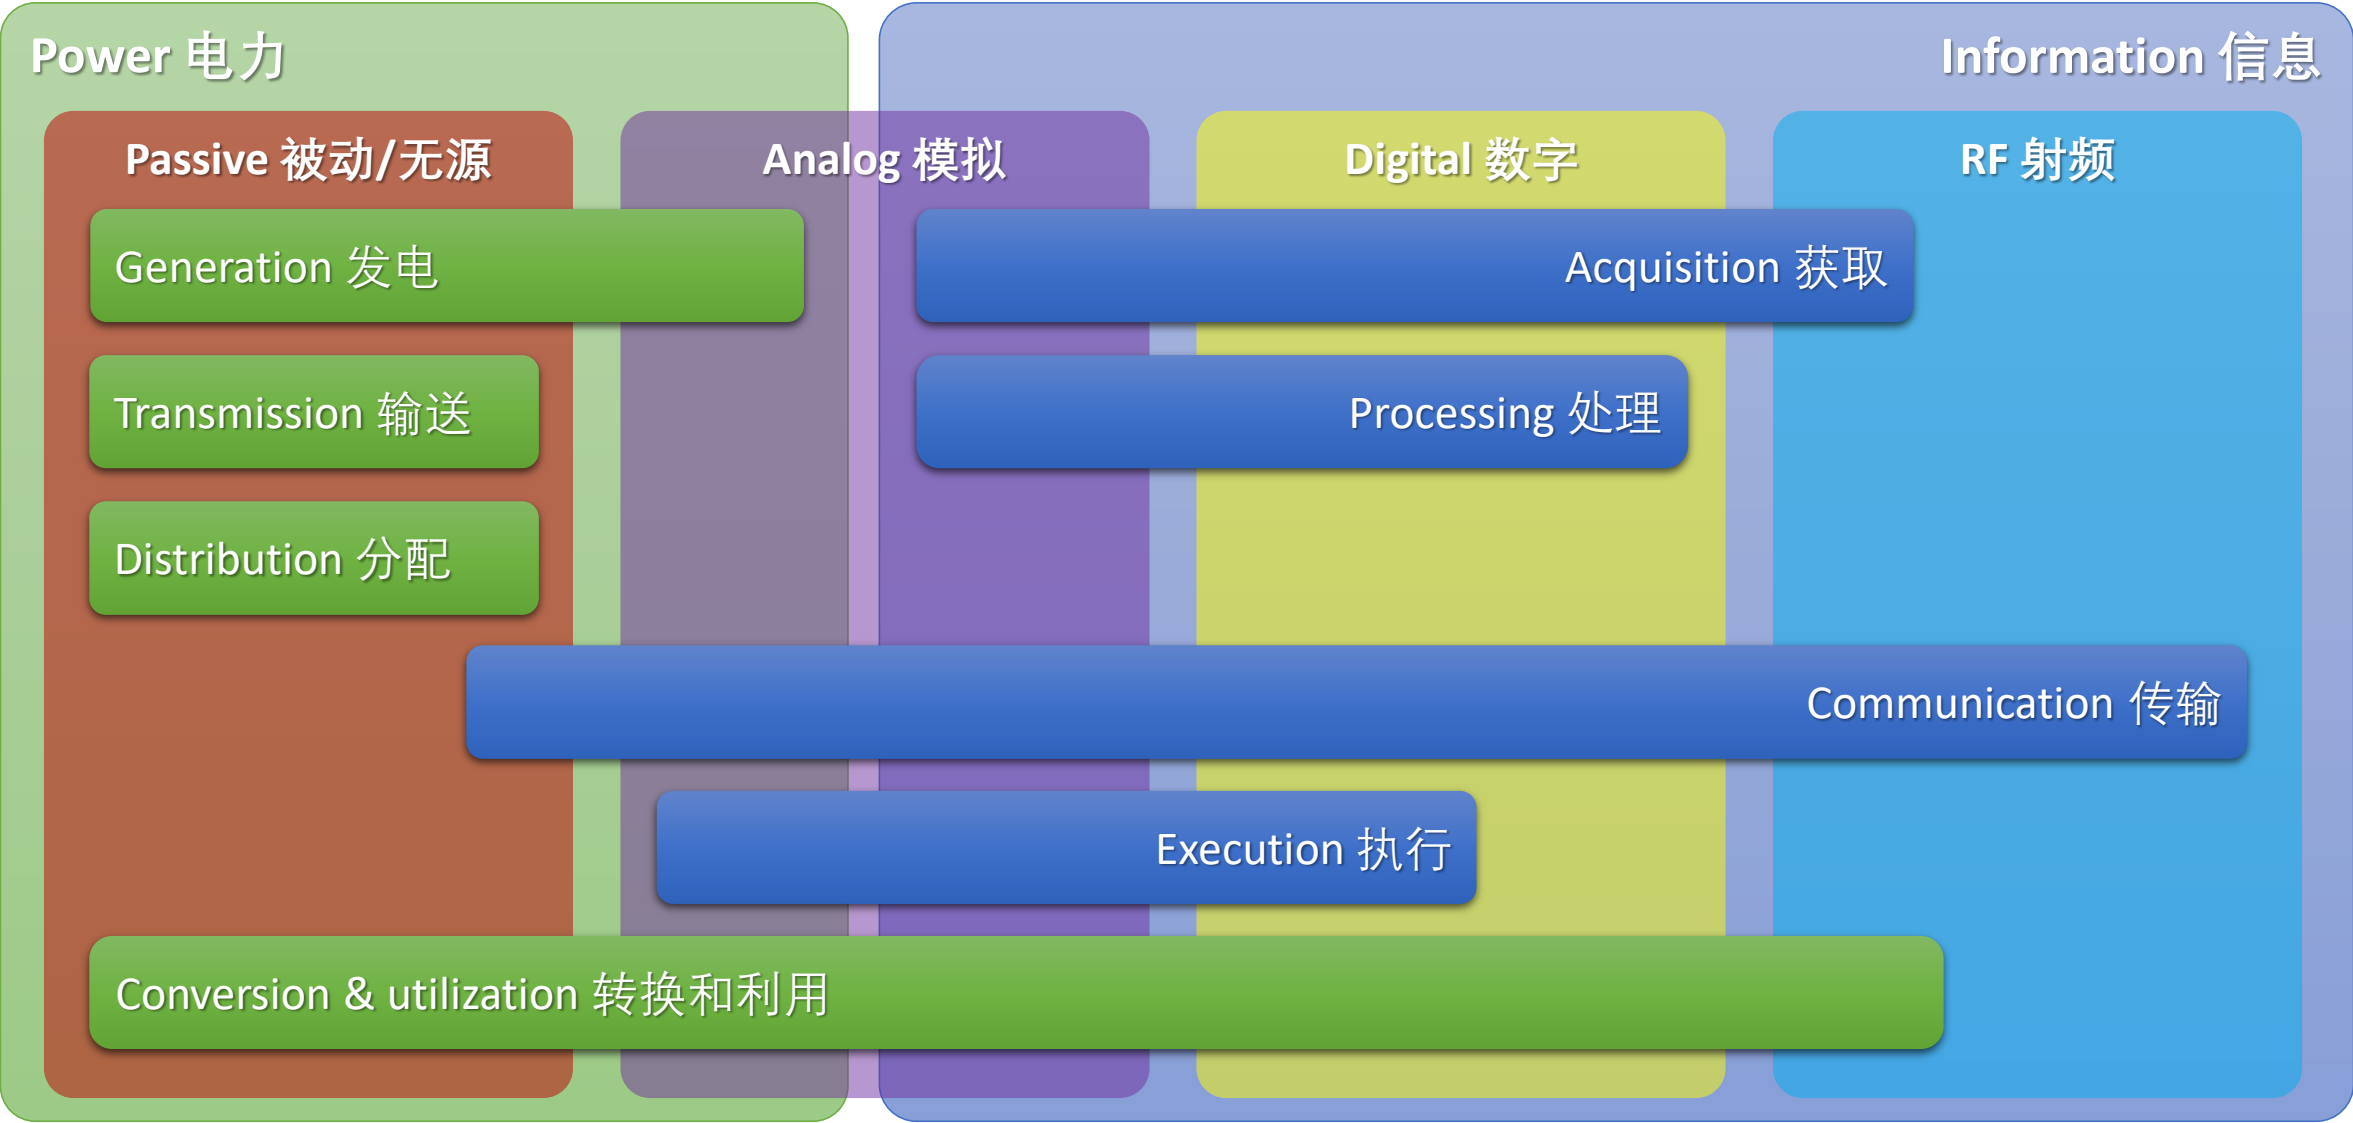 Power 电力
Information 信息
Passive 被动/无源
Analog 模拟
Digital 数字
RF 射频
Generation 发电
Acquisition 获取
Transmission 输送
Processing 处理
Distribution 分配
Communication 传输
Execution 执行
Conversion & utilization 转换和利用